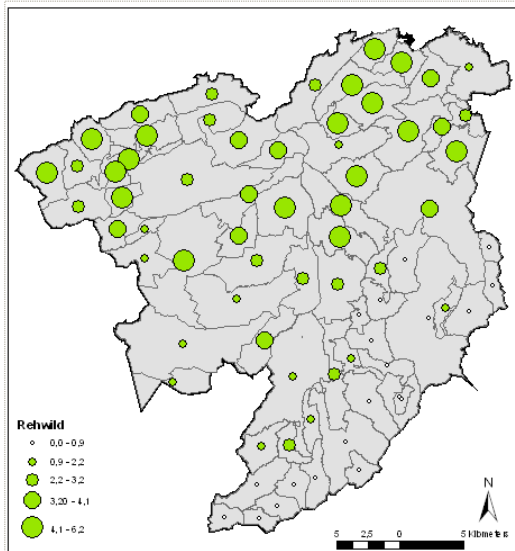 Rehwild
0,0 - 0,9
0,9 - 2,2
2,2 - 3,2
3,20 - 4,1
4,1 - 6,2
N
5 2,5 0 5 Kilometers